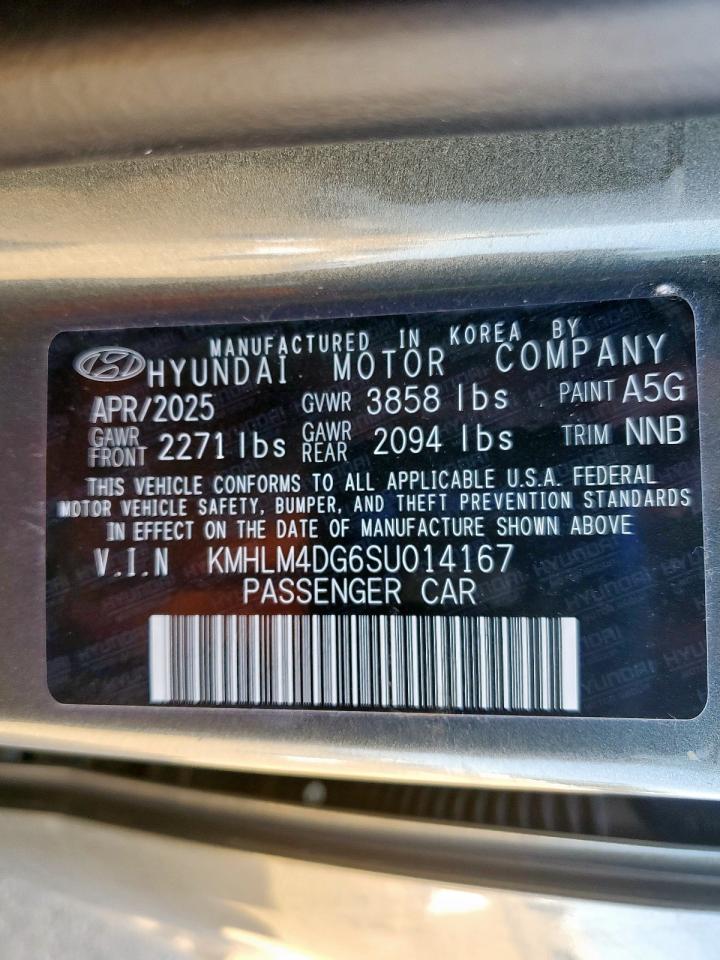 MANUFACTURED IN KOREA BY
HYUNDAI MOTOR COMPANY
APR/2025 GVWR 3858 lbs PAINT A5G
GAWR FRONT 2271 lbs GAWR REAR 2094 lbs TRIM NNB
THIS VEHICLE CONFORMS TO ALL APPLICABLE U.S.A. FEDERAL
MOTOR VEHICLE SAFETY, BUMPER, AND THEFT PREVENTION STANDARDS
IN EFFECT ON THE DATE OF MANUFACTURE SHOWN ABOVE
V.I.N KMHLM4DG6SU014167
PASSENGER CAR